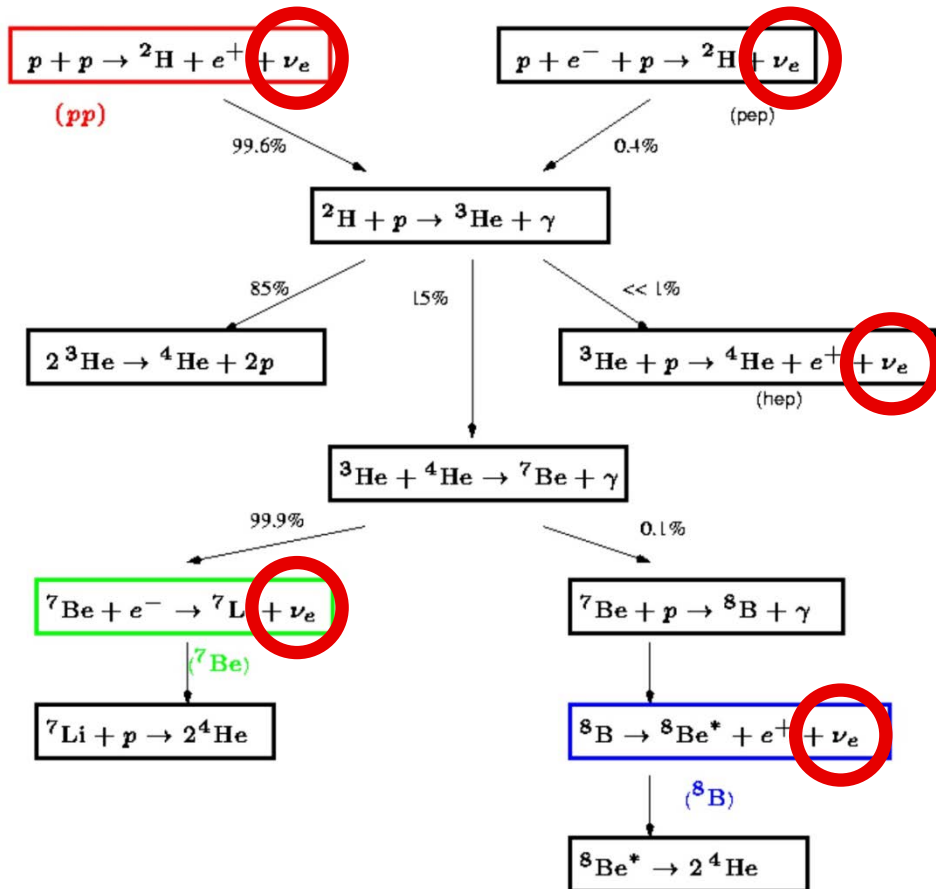 p + p → ²H + e⁺ + νₑ
p + e⁻ + p → ²H + νₑ
(pp)
(pep)
99.6%
0.4%
²H + p → ³He + γ
85%
15%
<< 1%
2 ³He → ⁴He + 2p
³He + p → ⁴He + e⁺ + νₑ
(hep)
³He + ⁴He → ⁷Be + γ
99.9%
0.1%
⁷Be + e⁻ → ⁷Li + νₑ
⁷Be + p → ⁸B + γ
(⁷Be)
⁷Li + p → 2⁴He
⁸B → ⁸Be* + e⁺ + νₑ
(⁸B)
⁸Be* → 2 ⁴He